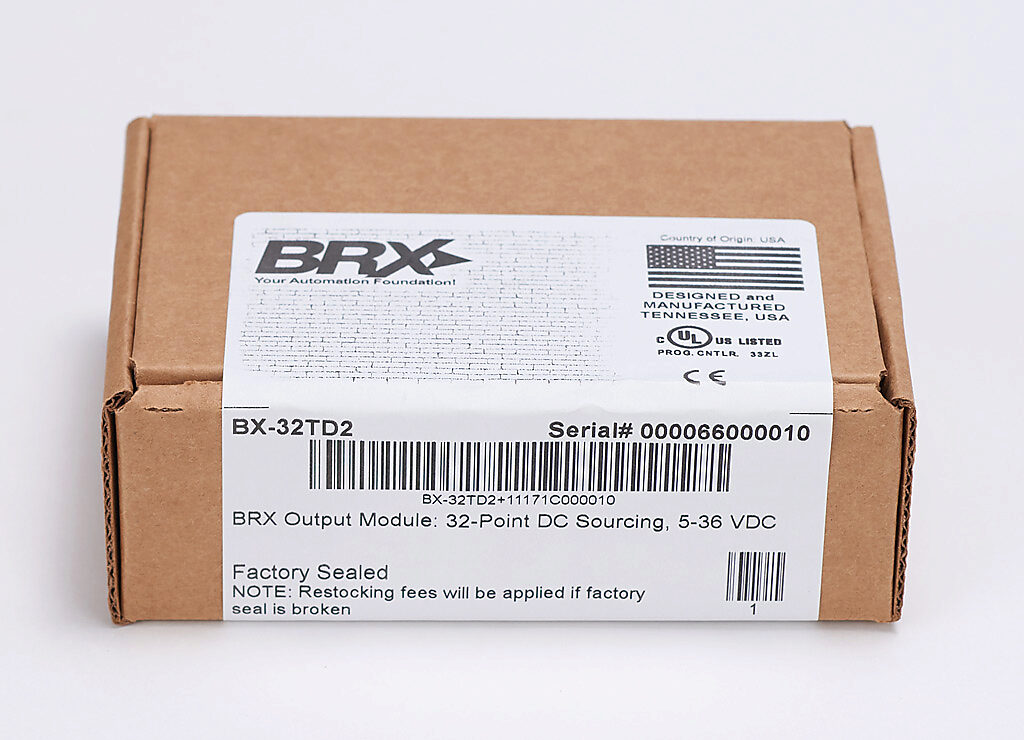 BRX
Your Automation Foundation!
Country of Origin: USA
DESIGNED and
MANUFACTURED
TENNESSEE, USA
C UL US LISTED
PROG. CNTLR. 33ZL
CE
BX-32TD2
Serial# 000066000010
BX-32TD2+11171C000010
BRX Output Module: 32-Point DC Sourcing, 5-36 VDC
Factory Sealed
NOTE: Restocking fees will be applied if factory
seal is broken
1